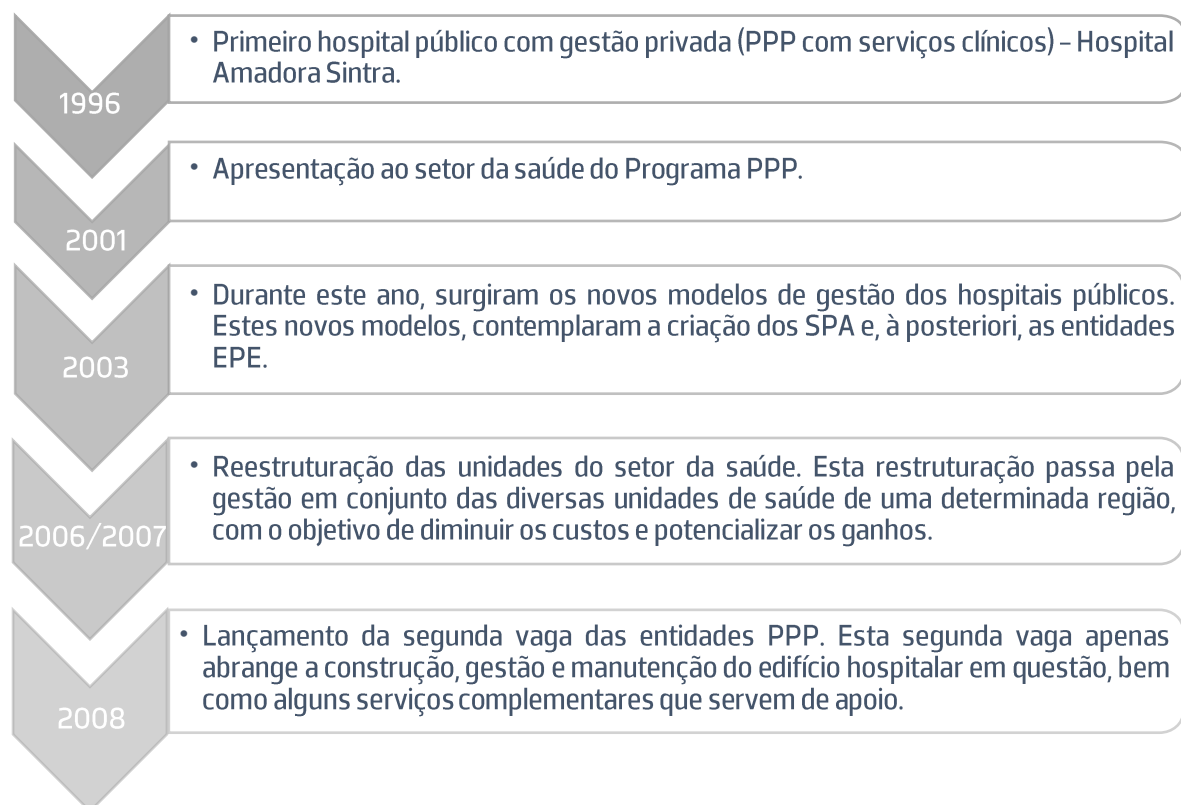 • Primeiro hospital público com gestão privada (PPP com serviços clínicos) – Hospital
Amadora Sintra.
1996
• Apresentação ao setor da saúde do Programa PPP.
2001
• Durante este ano, surgiram os novos modelos de gestão dos hospitais públicos.
Estes novos modelos, contemplaram a criação dos SPA e, à posteriori, as entidades
EPE.
2003
• Reestruturação das unidades do setor da saúde. Esta restruturação passa pela
gestão em conjunto das diversas unidades de saúde de uma determinada região,
com o objetivo de diminuir os custos e potencializar os ganhos.
2006/2007
• Lançamento da segunda vaga das entidades PPP. Esta segunda vaga apenas
abrange a construção, gestão e manutenção do edifício hospitalar em questão, bem
como alguns serviços complementares que servem de apoio.
2008